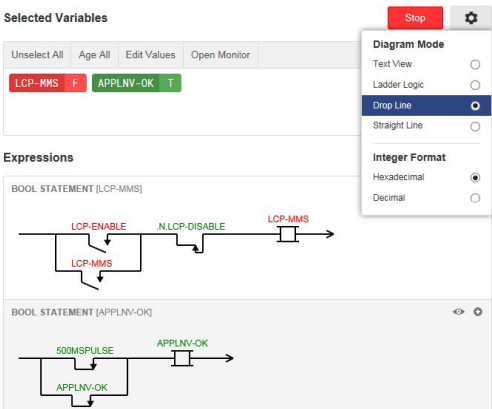 Selected Variables
Stop
Unselect All Age All Edit Values Open Monitor
LCP-MMS F APPLNV-OK T
Diagram Mode
Text View
Ladder Logic
Drop Line
Straight Line
Integer Format
Hexadecimal
Decimal
Expressions
BOOL STATEMENT [LCP-MMS]
LCP-ENABLE .N.LCP-DISABLE LCP-MMS
LCP-MMS
BOOL STATEMENT [APPLNV-OK]
500MSPULSE APPLNV-OK
APPLNV-OK